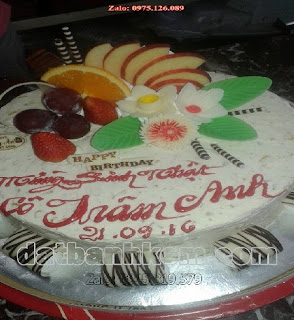 Zalo: 0975.126.089
HAPPY
BIRTHDAY
Mừng Sinh Nhật
Cô Trâm Anh
21.09.16
datbanhkem.com